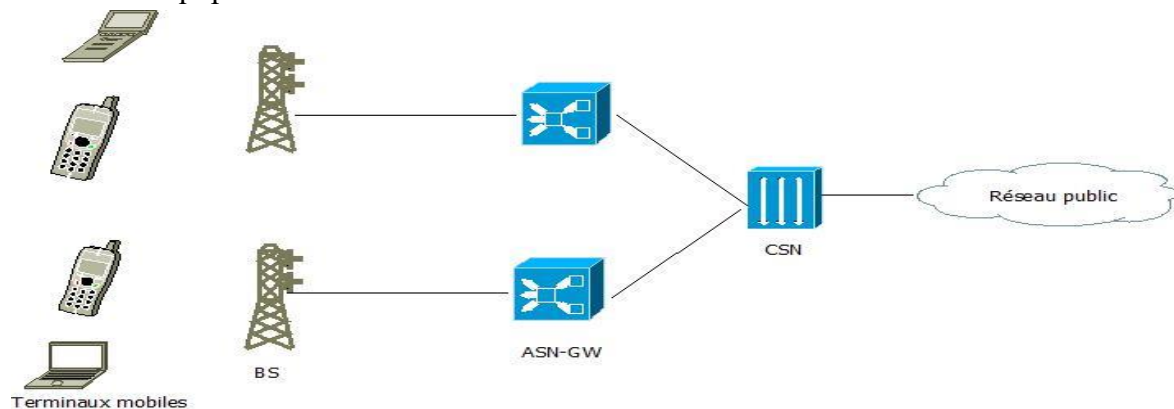 Réseau public
CSN
ASN-GW
BS
Terminaux mobiles